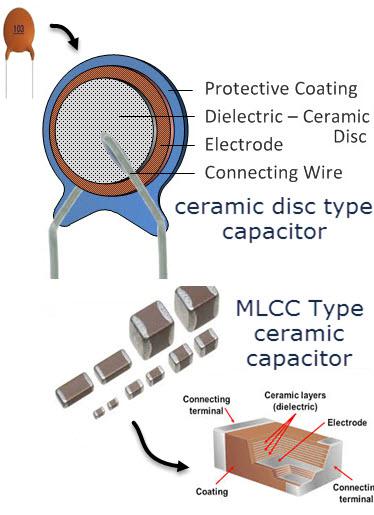 103
Protective Coating
Dielectric – Ceramic
Disc
Electrode
Connecting Wire
ceramic disc type
capacitor
MLCC Type
ceramic
capacitor
Connecting
terminal
Ceramic layers
(dielectric)
Electrode
Coating
Connectin
terminal